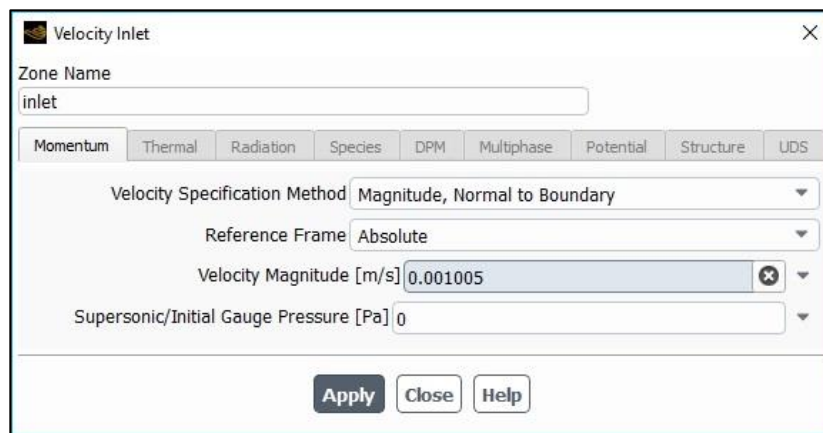 Velocity Inlet
Zone Name
inlet
Momentum Thermal Radiation Species DPM Multiphase Potential Structure UDS
Velocity Specification Method Magnitude, Normal to Boundary
Reference Frame Absolute
Velocity Magnitude [m/s] 0.001005
Supersonic/Initial Gauge Pressure [Pa] 0
Apply Close Help